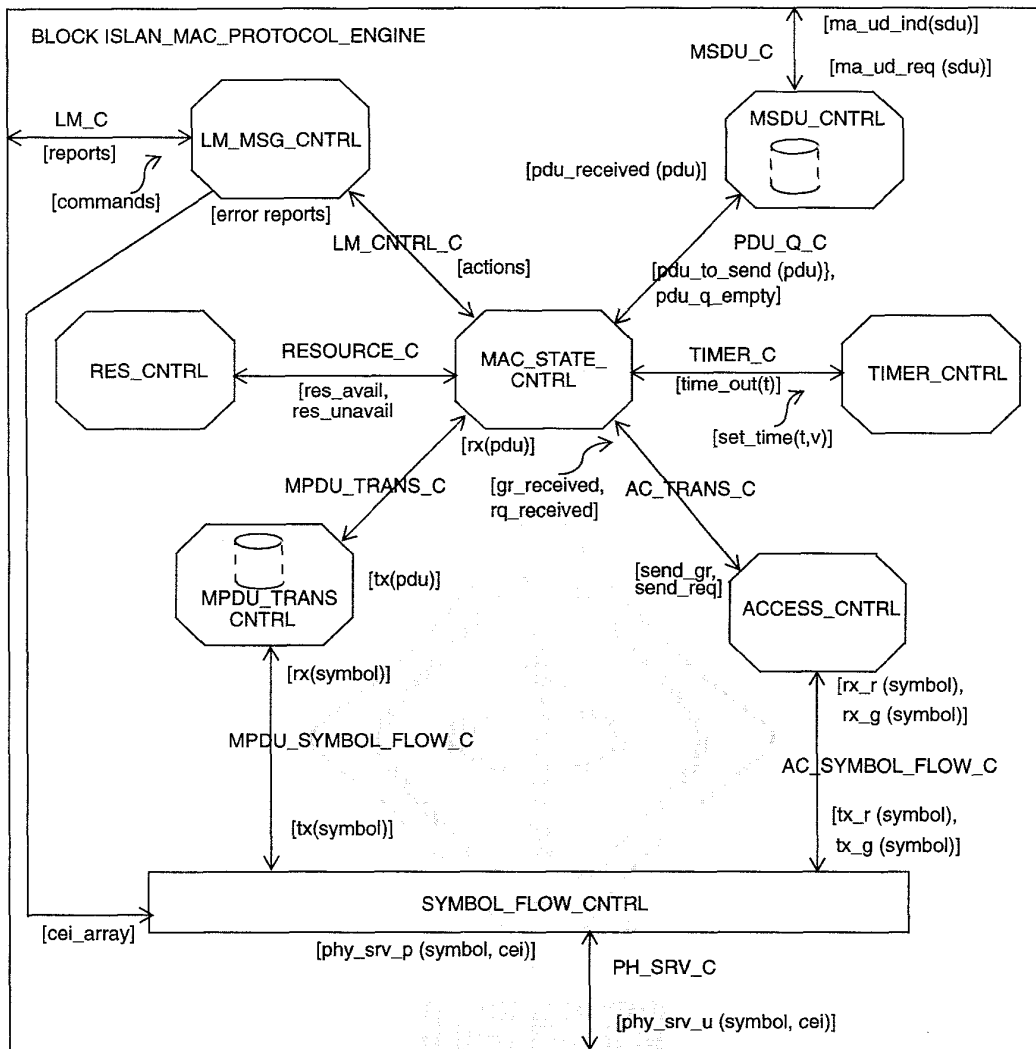 BLOCK ISLAN_MAC_PROTOCOL_ENGINE
[ma_ud_ind(sdu)]
MSDU_C
[ma_ud_req (sdu)]
LM_C
[reports]
[commands]
LM_MSG_CNTRL
[error reports]
MSDU_CNTRL
[pdu_received (pdu)]
LM_CNTRL_C
[actions]
PDU_Q_C
[pdu_to_send (pdu)},
pdu_q_empty]
RES_CNTRL
RESOURCE_C
[res_avail,
res_unavail
MAC_STATE_
CNTRL
TIMER_C
[time_out(t)]
[set_time(t,v)]
TIMER_CNTRL
[rx(pdu)]
MPDU_TRANS_C
[gr_received,
rq_received]
AC_TRANS_C
MPDU_TRANS
CNTRL
[tx(pdu)]
[send_gr,
send_req]
ACCESS_CNTRL
[rx(symbol)]
[rx_r (symbol),
rx_g (symbol)]
MPDU_SYMBOL_FLOW_C
AC_SYMBOL_FLOW_C
[tx(symbol)]
[tx_r (symbol),
tx_g (symbol)]
SYMBOL_FLOW_CNTRL
[cei_array]
[phy_srv_p (symbol, cei)]
PH_SRV_C
[phy_srv_u (symbol, cei)]